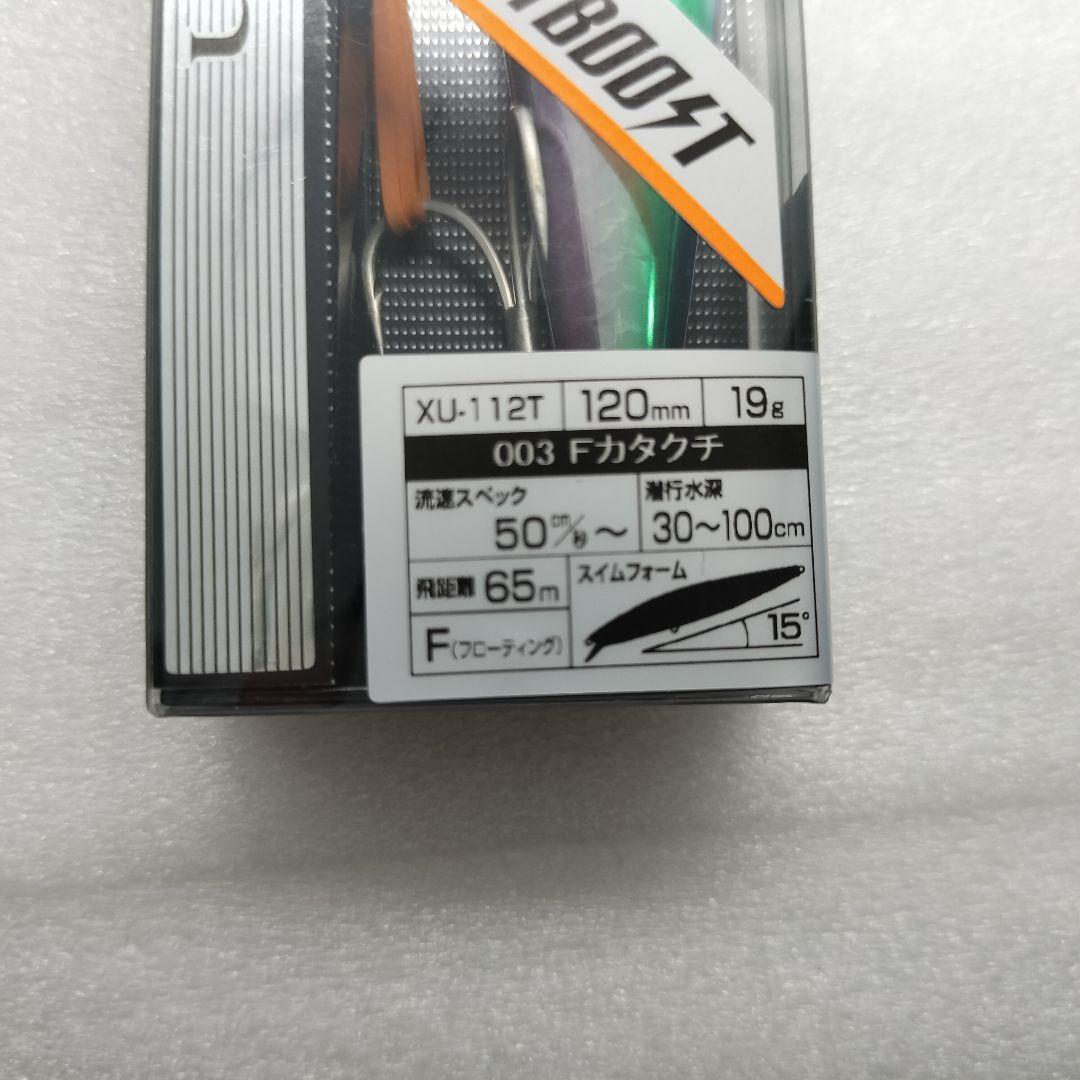 BOOST
XU-112T 120mm 19g
003 Fカタクチ
流速スペック 潜行水深
50cm/秒～ 30～100cm
飛距離 65m スイムフォーム
15°
F(フローティング)